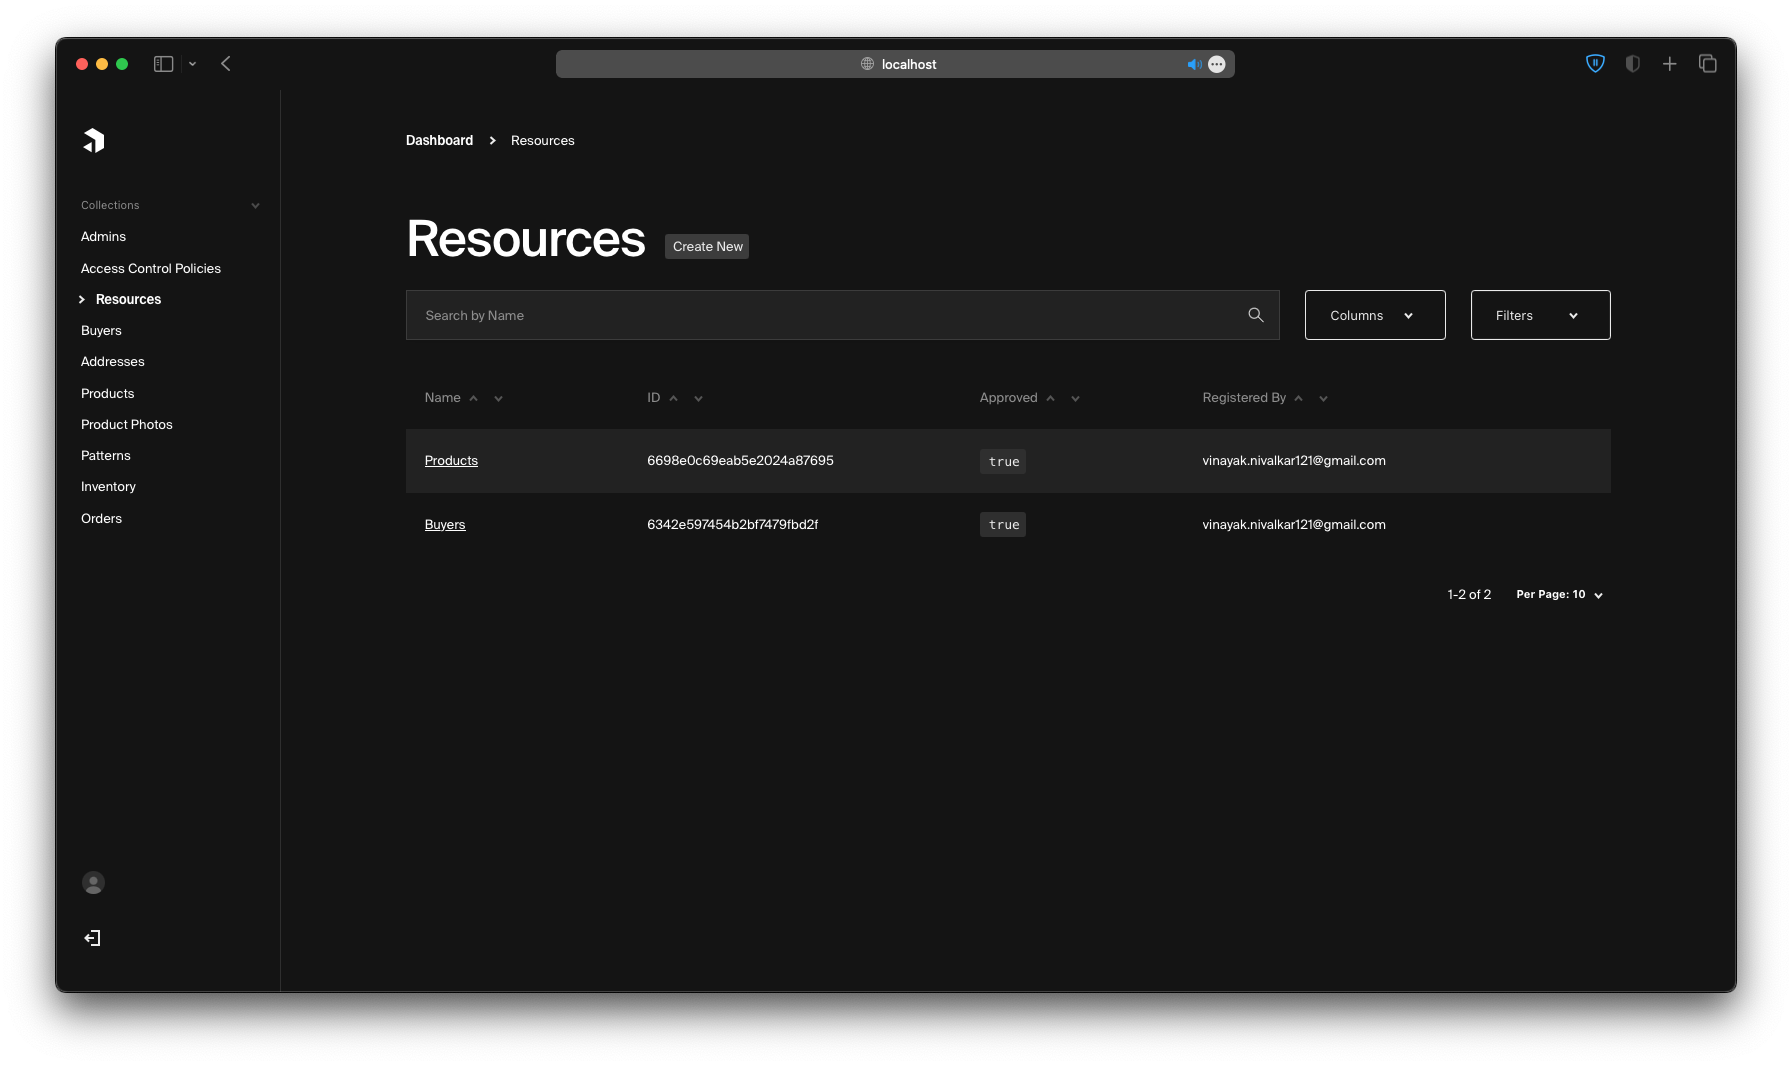 localhost
Dashboard > Resources
Collections
Admins
Access Control Policies
Resources
Buyers
Addresses
Products
Product Photos
Patterns
Inventory
Orders
Resources Create New
Search by Name Columns Filters
Name ID Approved Registered By
Products 6698e0c69eab5e2024a87695 true vinayak.nivalkar121@gmail.com
Buyers 6342e597454b2bf7479fbd2f true vinayak.nivalkar121@gmail.com
1-2 of 2 Per Page: 10